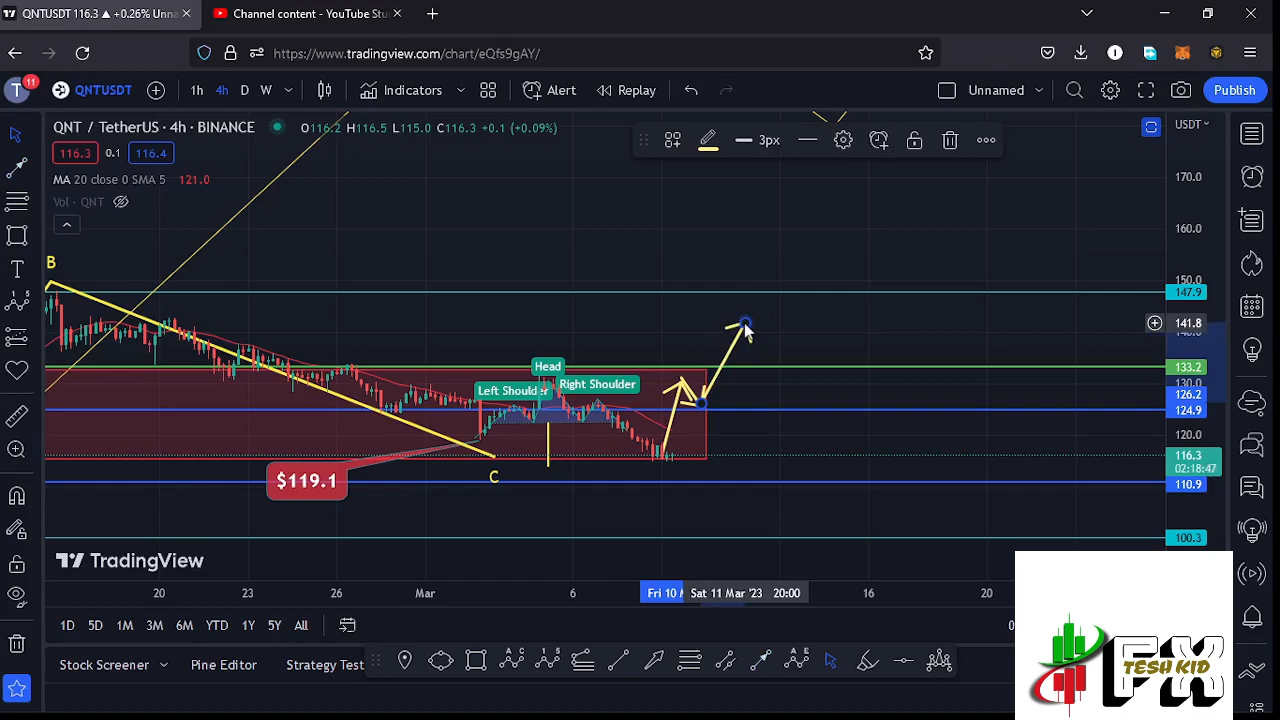 QNTUSDT 116.3 ▲ +0.26% Unna
Channel content - YouTube Stu
https://www.tradingview.com/chart/eQfs9gAY/
T
11
QNTUSDT
1h
4h
D
W
Indicators
Alert
Replay
Unnamed
Publish
QNT / TetherUS · 4h · BINANCE
O116.2 H116.5 L115.0 C116.3 +0.1 (+0.09%)
116.3
0.1
116.4
MA 20 close 0 SMA 5
121.0
Vol · QNT
3px
USDT
170.0
160.0
150.0
147.9
141.8
133.2
130.0
126.2
124.9
120.0
116.3
02:18:47
110.9
100.3
B
Head
Left Shoulder
Right Shoulder
$119.1
C
TradingView
20
23
26
Mar
6
Fri 10
Sat 11 Mar '23
20:00
16
20
1D
5D
1M
3M
6M
YTD
1Y
5Y
All
Stock Screener
Pine Editor
Strategy Test
FX
TESH KID